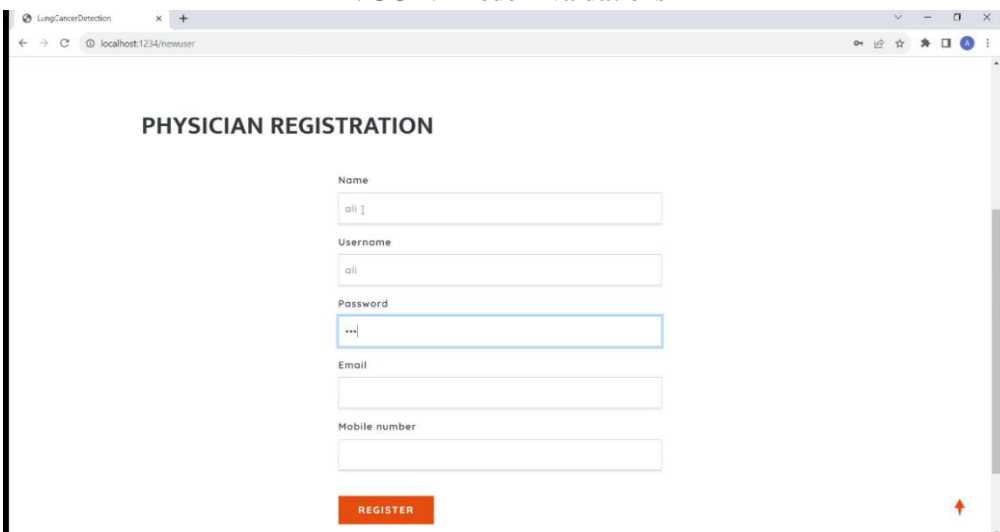 LungCancerDetection
localhost:1234/newuser
A
PHYSICIAN REGISTRATION
Name
ali
Username
ali
Password
•••
Email
Mobile number
REGISTER